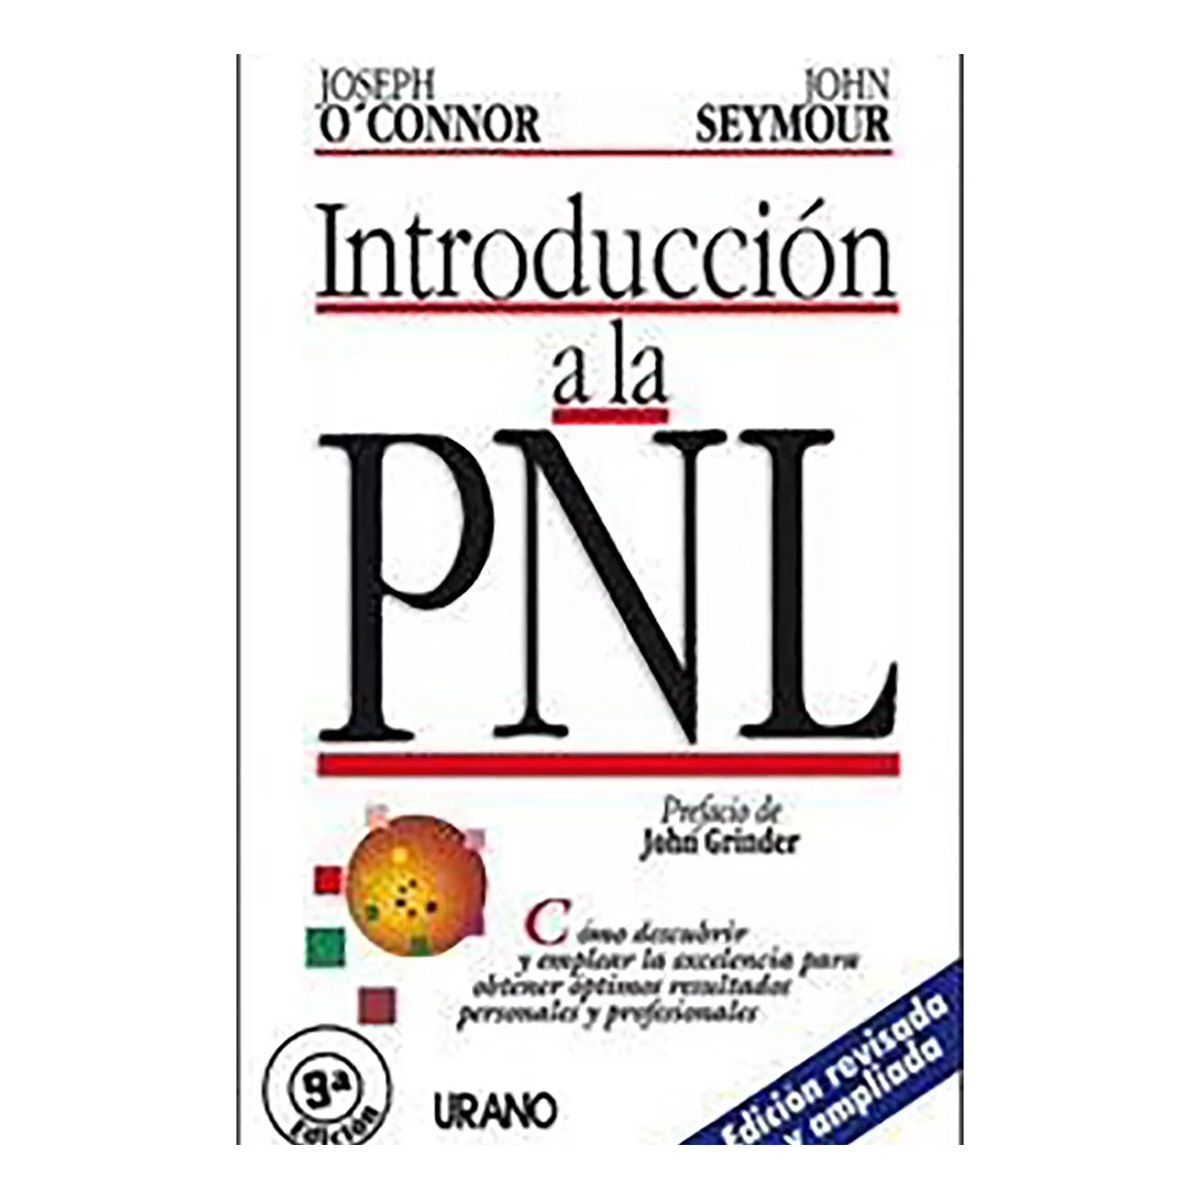 JOSEPH JOHN
O'CONNOR SEYMOUR
Introducción
a la
PNL
Prefacio de
John Grinder
Cómo descubrir
y emplear la excelencia para
obtener óptimos resultados
personales y profesionales
9ª
Edición
URANO
Edición revisada
y ampliada